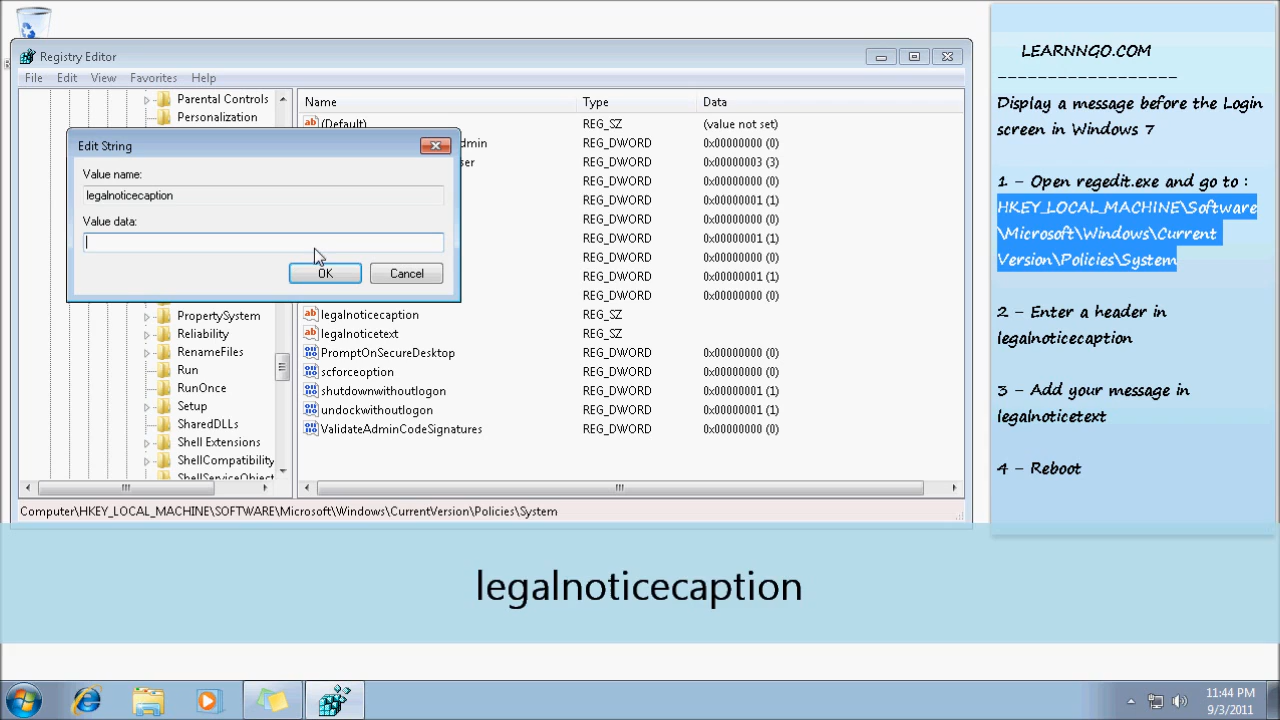 Registry Editor
File Edit View Favorites Help
Parental Controls
Personalization
Edit String
Value name:
legalnoticecaption
Value data:
OK Cancel
PropertySystem
Reliability
RenameFiles
Run
RunOnce
Setup
SharedDLLs
Shell Extensions
ShellCompatibility
ShellServiceObject
Name Type Data
(Default) REG_SZ (value not set)
dmin REG_DWORD 0x00000000 (0)
ser REG_DWORD 0x00000003 (3)
REG_DWORD 0x00000000 (0)
REG_DWORD 0x00000001 (1)
REG_DWORD 0x00000000 (0)
REG_DWORD 0x00000001 (1)
REG_DWORD 0x00000000 (0)
REG_DWORD 0x00000001 (1)
REG_DWORD 0x00000000 (0)
legalnoticecaption REG_SZ
legalnoticetext REG_SZ
PromptOnSecureDesktop REG_DWORD 0x00000000 (0)
scforceoption REG_DWORD 0x00000000 (0)
shutdownwithoutlogon REG_DWORD 0x00000001 (1)
undockwithoutlogon REG_DWORD 0x00000001 (1)
ValidateAdminCodeSignatures REG_DWORD 0x00000000 (0)
Computer\HKEY_LOCAL_MACHINE\SOFTWARE\Microsoft\Windows\CurrentVersion\Policies\System
LEARNNGO.COM
------------------
Display a message before the Login
screen in Windows 7
1 - Open regedit.exe and go to :
HKEY_LOCAL_MACHINE\Software
\Microsoft\Windows\Current
Version\Policies\System
2 - Enter a header in
legalnoticecaption
3 - Add your message in
legalnoticetext
4 - Reboot
legalnoticecaption
11:44 PM
9/3/2011